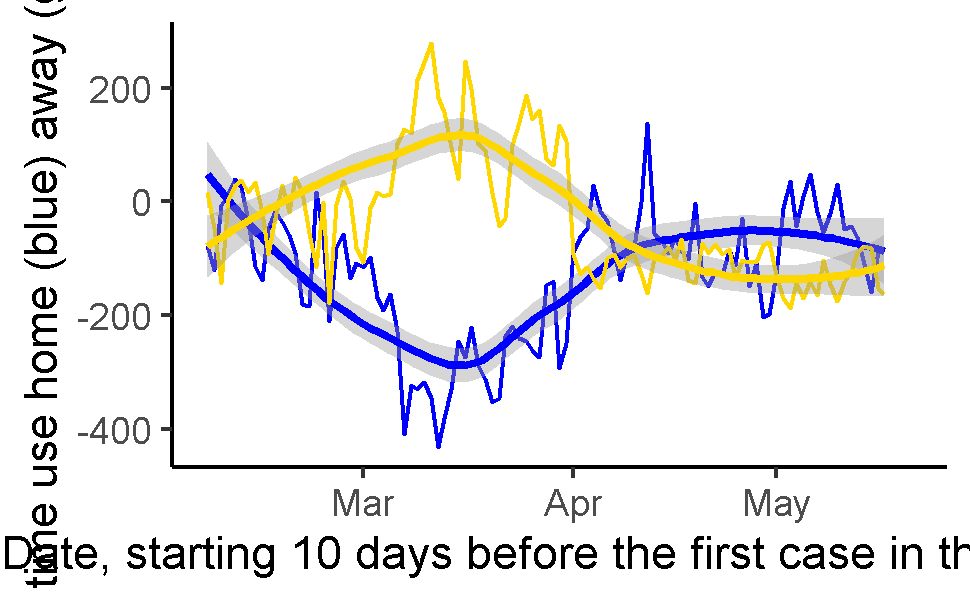 time use home (blue) away (
200
0
-200
-400
Mar Apr May
Date, starting 10 days before the first case in th